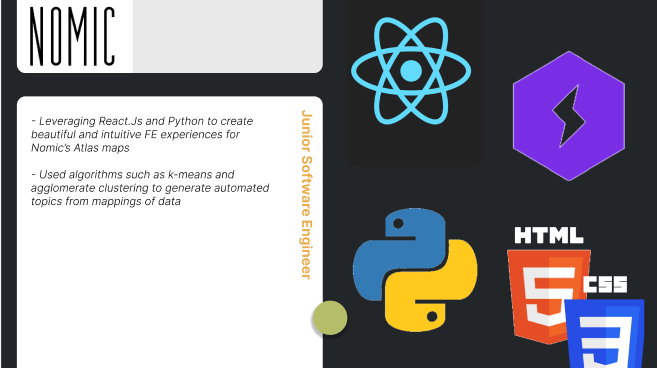 NOMIC
- Leveraging React.Js and Python to create
beautiful and intuitive FE experiences for
Nomic's Atlas maps
- Used algorithms such as k-means and
agglomerate clustering to generate automated
topics from mappings of data
Junior Software Engineer
HTML
5
CSS
3